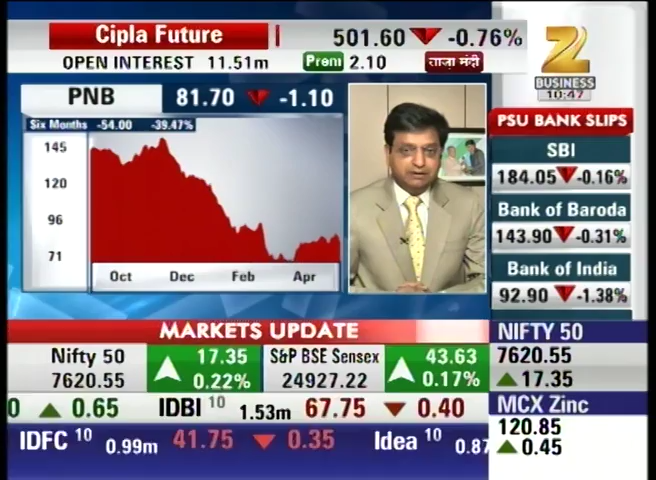 Cipla Future 501.60 -0.76%
OPEN INTEREST 11.51m Prem 2.10 ताज़ा मंदी
Z
BUSINESS
10:47
PNB 81.70 -1.10
Six Months -54.00 -39.47%
145
120
96
71
Oct Dec Feb Apr
PSU BANK SLIPS
SBI
184.05 -0.16%
Bank of Baroda
143.90 -0.31%
Bank of India
92.90 -1.38%
MARKETS UPDATE
Nifty 50 17.35 S&P BSE Sensex 43.63
7620.55 0.22% 24927.22 0.17%
NIFTY 50
7620.55
17.35
MCX Zinc
120.85
0.45
0 0.65 IDBI 10 1.53m 67.75 0.40
IDFC 10 0.99m 41.75 0.35 Idea 10 0.87